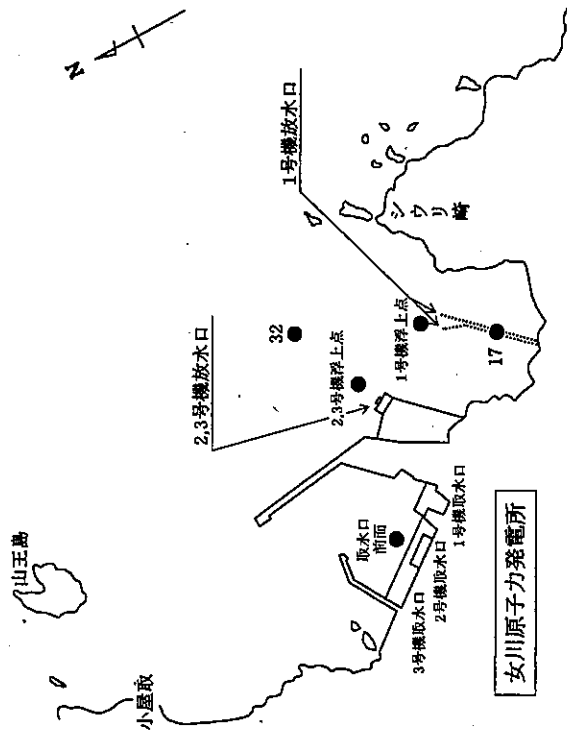 N
山王島
小屋取
2,3号機放水口
1号機放水口
32
2,3号機浮上点
1号機浮上点
17
シウリ崎
取水口
前面
1号機取水口
2号機取水口
3号機取水口
女川原子力発電所